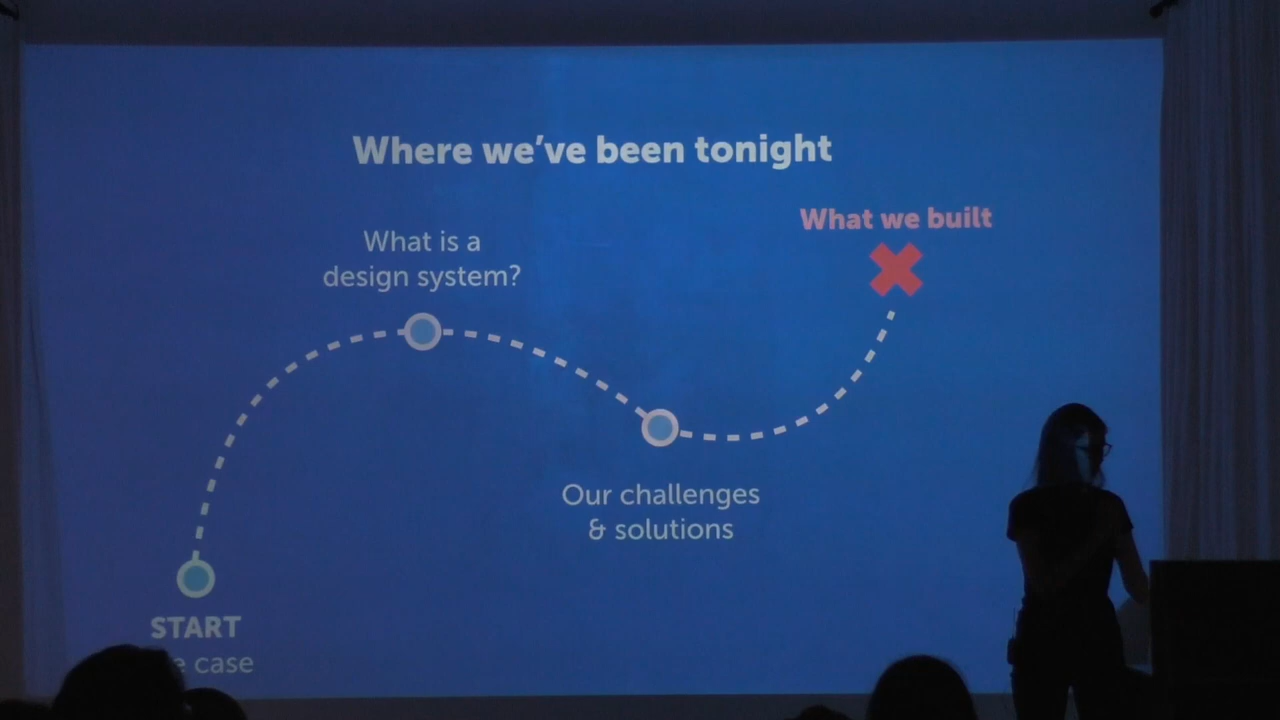 Where we've been tonight
What we built
What is a
design system?
Our challenges
& solutions
START
case